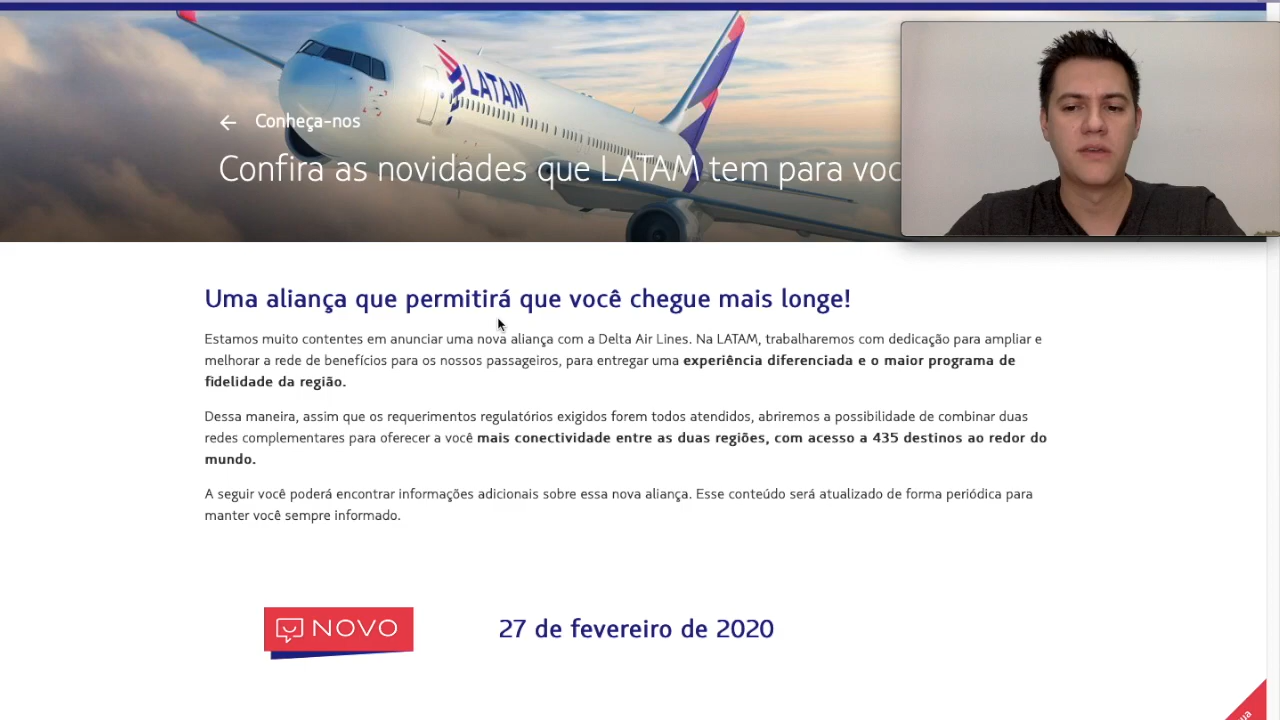 LATAM
Conheça-nos
Confira as novidades que LATAM tem para voc
Uma aliança que permitirá que você chegue mais longe!
Estamos muito contentes em anunciar uma nova aliança com a Delta Air Lines. Na LATAM, trabalharemos com dedicação para ampliar e
melhorar a rede de benefícios para os nossos passageiros, para entregar uma experiência diferenciada e o maior programa de
fidelidade da região.
Dessa maneira, assim que os requerimentos regulatórios exigidos forem todos atendidos, abriremos a possibilidade de combinar duas
redes complementares para oferecer a você mais conectividade entre as duas regiões, com acesso a 435 destinos ao redor do
mundo.
A seguir você poderá encontrar informações adicionais sobre essa nova aliança. Esse conteúdo será atualizado de forma periódica para
manter você sempre informado.
NOVO
27 de fevereiro de 2020